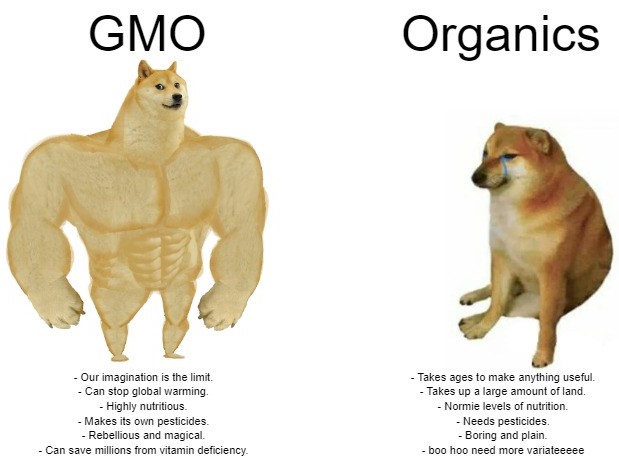 GMO
Organics
- Our imagination is the limit.
- Can stop global warming.
- Highly nutritious.
- Makes its own pesticides.
- Rebellious and magical.
- Can save millions from vitamin deficiency.
- Takes ages to make anything useful.
- Takes up a large amount of land.
- Normie levels of nutrition.
- Needs pesticides.
- Boring and plain.
- boo hoo need more variateeeee